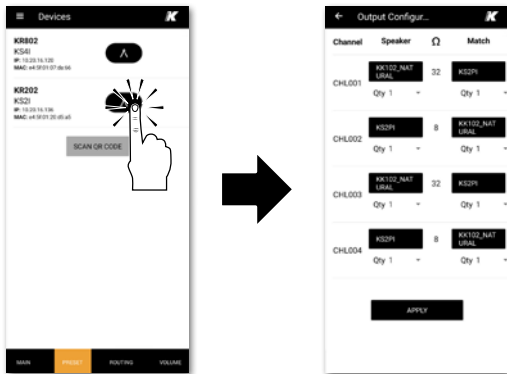 Devices
KR802
KS4I
IP: 10.20.16.120
KR202
KS2I
IP: 10.20.16.136
SCAN QR CODE
MAIN
PRESET
ROUTING
VOLUME
Output Configur...
Channel Speaker Ω Match
KK102_NAT
URAL
32
KS2PI
CHL001
Qty 1
Qty 1
KS2PI
8
KK102_NAT
URAL
CHL002
Qty 1
Qty 1
KK102_NAT
URAL
32
KS2PI
CHL003
Qty 1
Qty 1
KS2PI
8
KK102_NAT
URAL
CHL004
Qty 1
Qty 1
APPLY